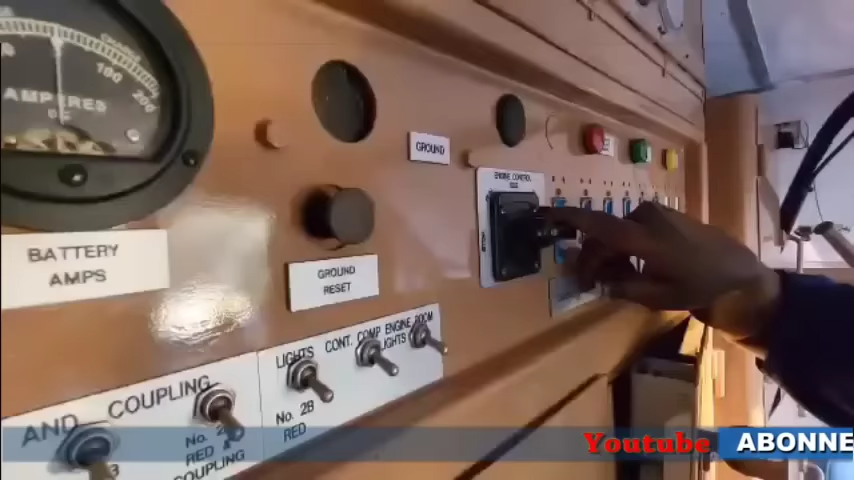 CHARGE
100
200
AMPERES
BATTERY
AMPS
GROUND
GROUND
RESET
ENGINE CONTROL
LIGHTS CONT. COMP ENGINE ROOM
LIGHTS
No. 2B
RED
AND COUPLING
No. 2
RED
COUPLING
Youtube ABONNE